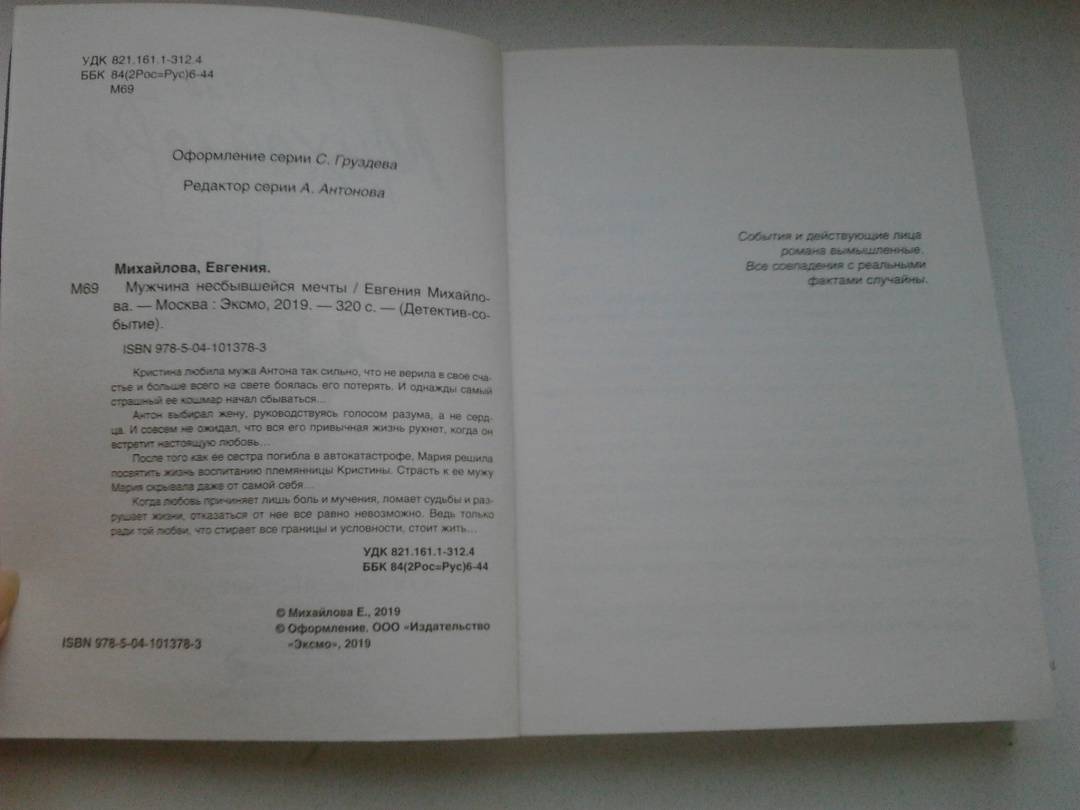 УДК 821.161.1-312.4
ББК 84(2Рос=Рус)6-44
М69
Оформление серии С. Груздева
Редактор серии А. Антонова
Михайлова, Евгения.
М69 Мужчина несбывшейся мечты / Евгения Михайло-
ва. — Москва : Эксмо, 2019. — 320 с. — (Детектив-со-
бытие).
ISBN 978-5-04-101378-3
Кристина любила мужа Антона так сильно, что не верила в свое сча-
стье и больше всего на свете боялась его потерять. И однажды самый
страшный ее кошмар начал сбываться...
Антон выбирал жену, руководствуясь голосом разума, а не серд-
ца. И совсем не ожидал, что вся его привычная жизнь рухнет, когда он
встретит настоящую любовь...
После того как ее сестра погибла в автокатастрофе, Мария решила
посвятить жизнь воспитанию племянницы Кристины. Страсть к ее мужу
Мария скрывала даже от самой себя...
Когда любовь причиняет лишь боль и мучения, ломает судьбы и раз-
рушает жизни, отказаться от нее все равно невозможно. Ведь только
ради той любви, что стирает все границы и условности, стоит жить...
УДК 821.161.1-312.4
ББК 84(2Рос=Рус)6-44
© Михайлова Е., 2019
© Оформление. ООО «Издательство
«Эксмо», 2019
ISBN 978-5-04-101378-3
События и действующие лица
романа вымышленные.
Все совпадения с реальными
фактами случайны.